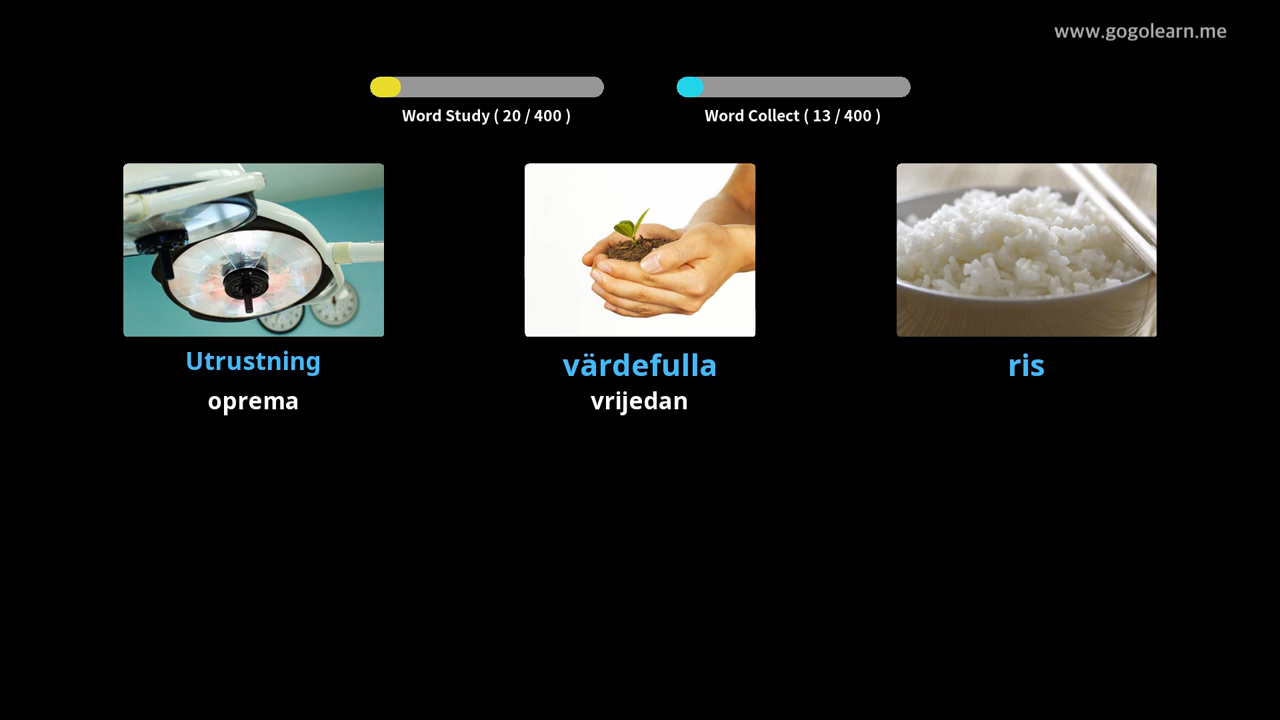 www.gogolearn.me
Word Study ( 20 / 400 )
Word Collect ( 13 / 400 )
Utrustning
oprema
värdefulla
vrijedan
ris